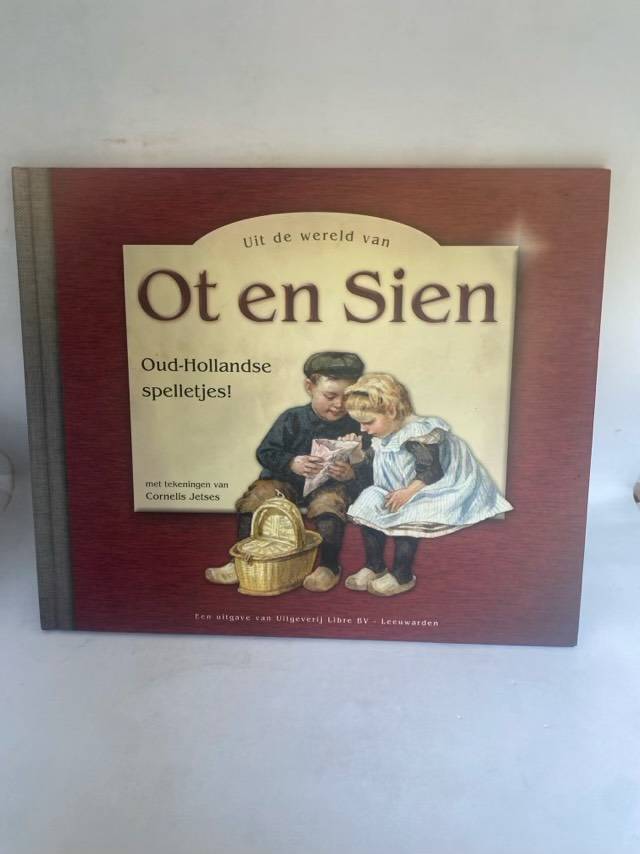 Uit de wereld van
Ot en Sien
Oud-Hollandse
spelletjes!
met tekeningen van
Cornelis Jetses
Een uitgave van Uitgeverij Libre BV - Leeuwarden